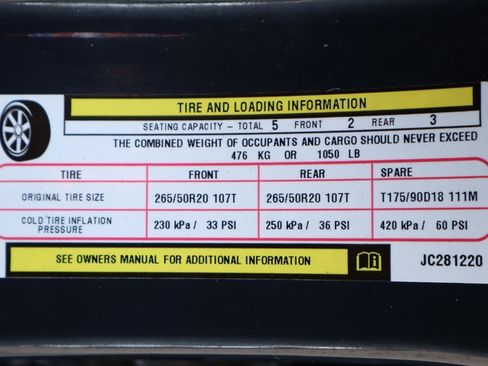 TIRE AND LOADING INFORMATION
SEATING CAPACITY – TOTAL 5 FRONT 2 REAR 3
THE COMBINED WEIGHT OF OCCUPANTS AND CARGO SHOULD NEVER EXCEED
476 KG OR 1050 LB
TIRE FRONT REAR SPARE
ORIGINAL TIRE SIZE 265/50R20 107T 265/50R20 107T T175/90D18 111M
COLD TIRE INFLATION PRESSURE 230 kPa / 33 PSI 250 kPa / 36 PSI 420 kPa / 60 PSI
SEE OWNERS MANUAL FOR ADDITIONAL INFORMATION JC281220